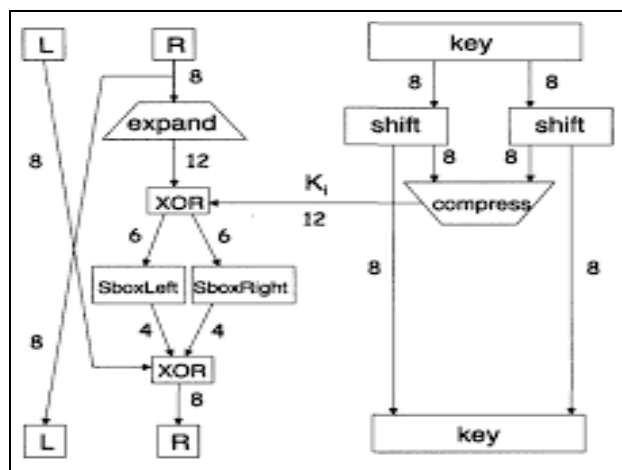 L R key
8 8 8
expand shift shift
8 12 8 8
K_i
XOR 12 compress
6 6
SboxLeft SboxRight 8 8
8 4 4
XOR
8
L R key